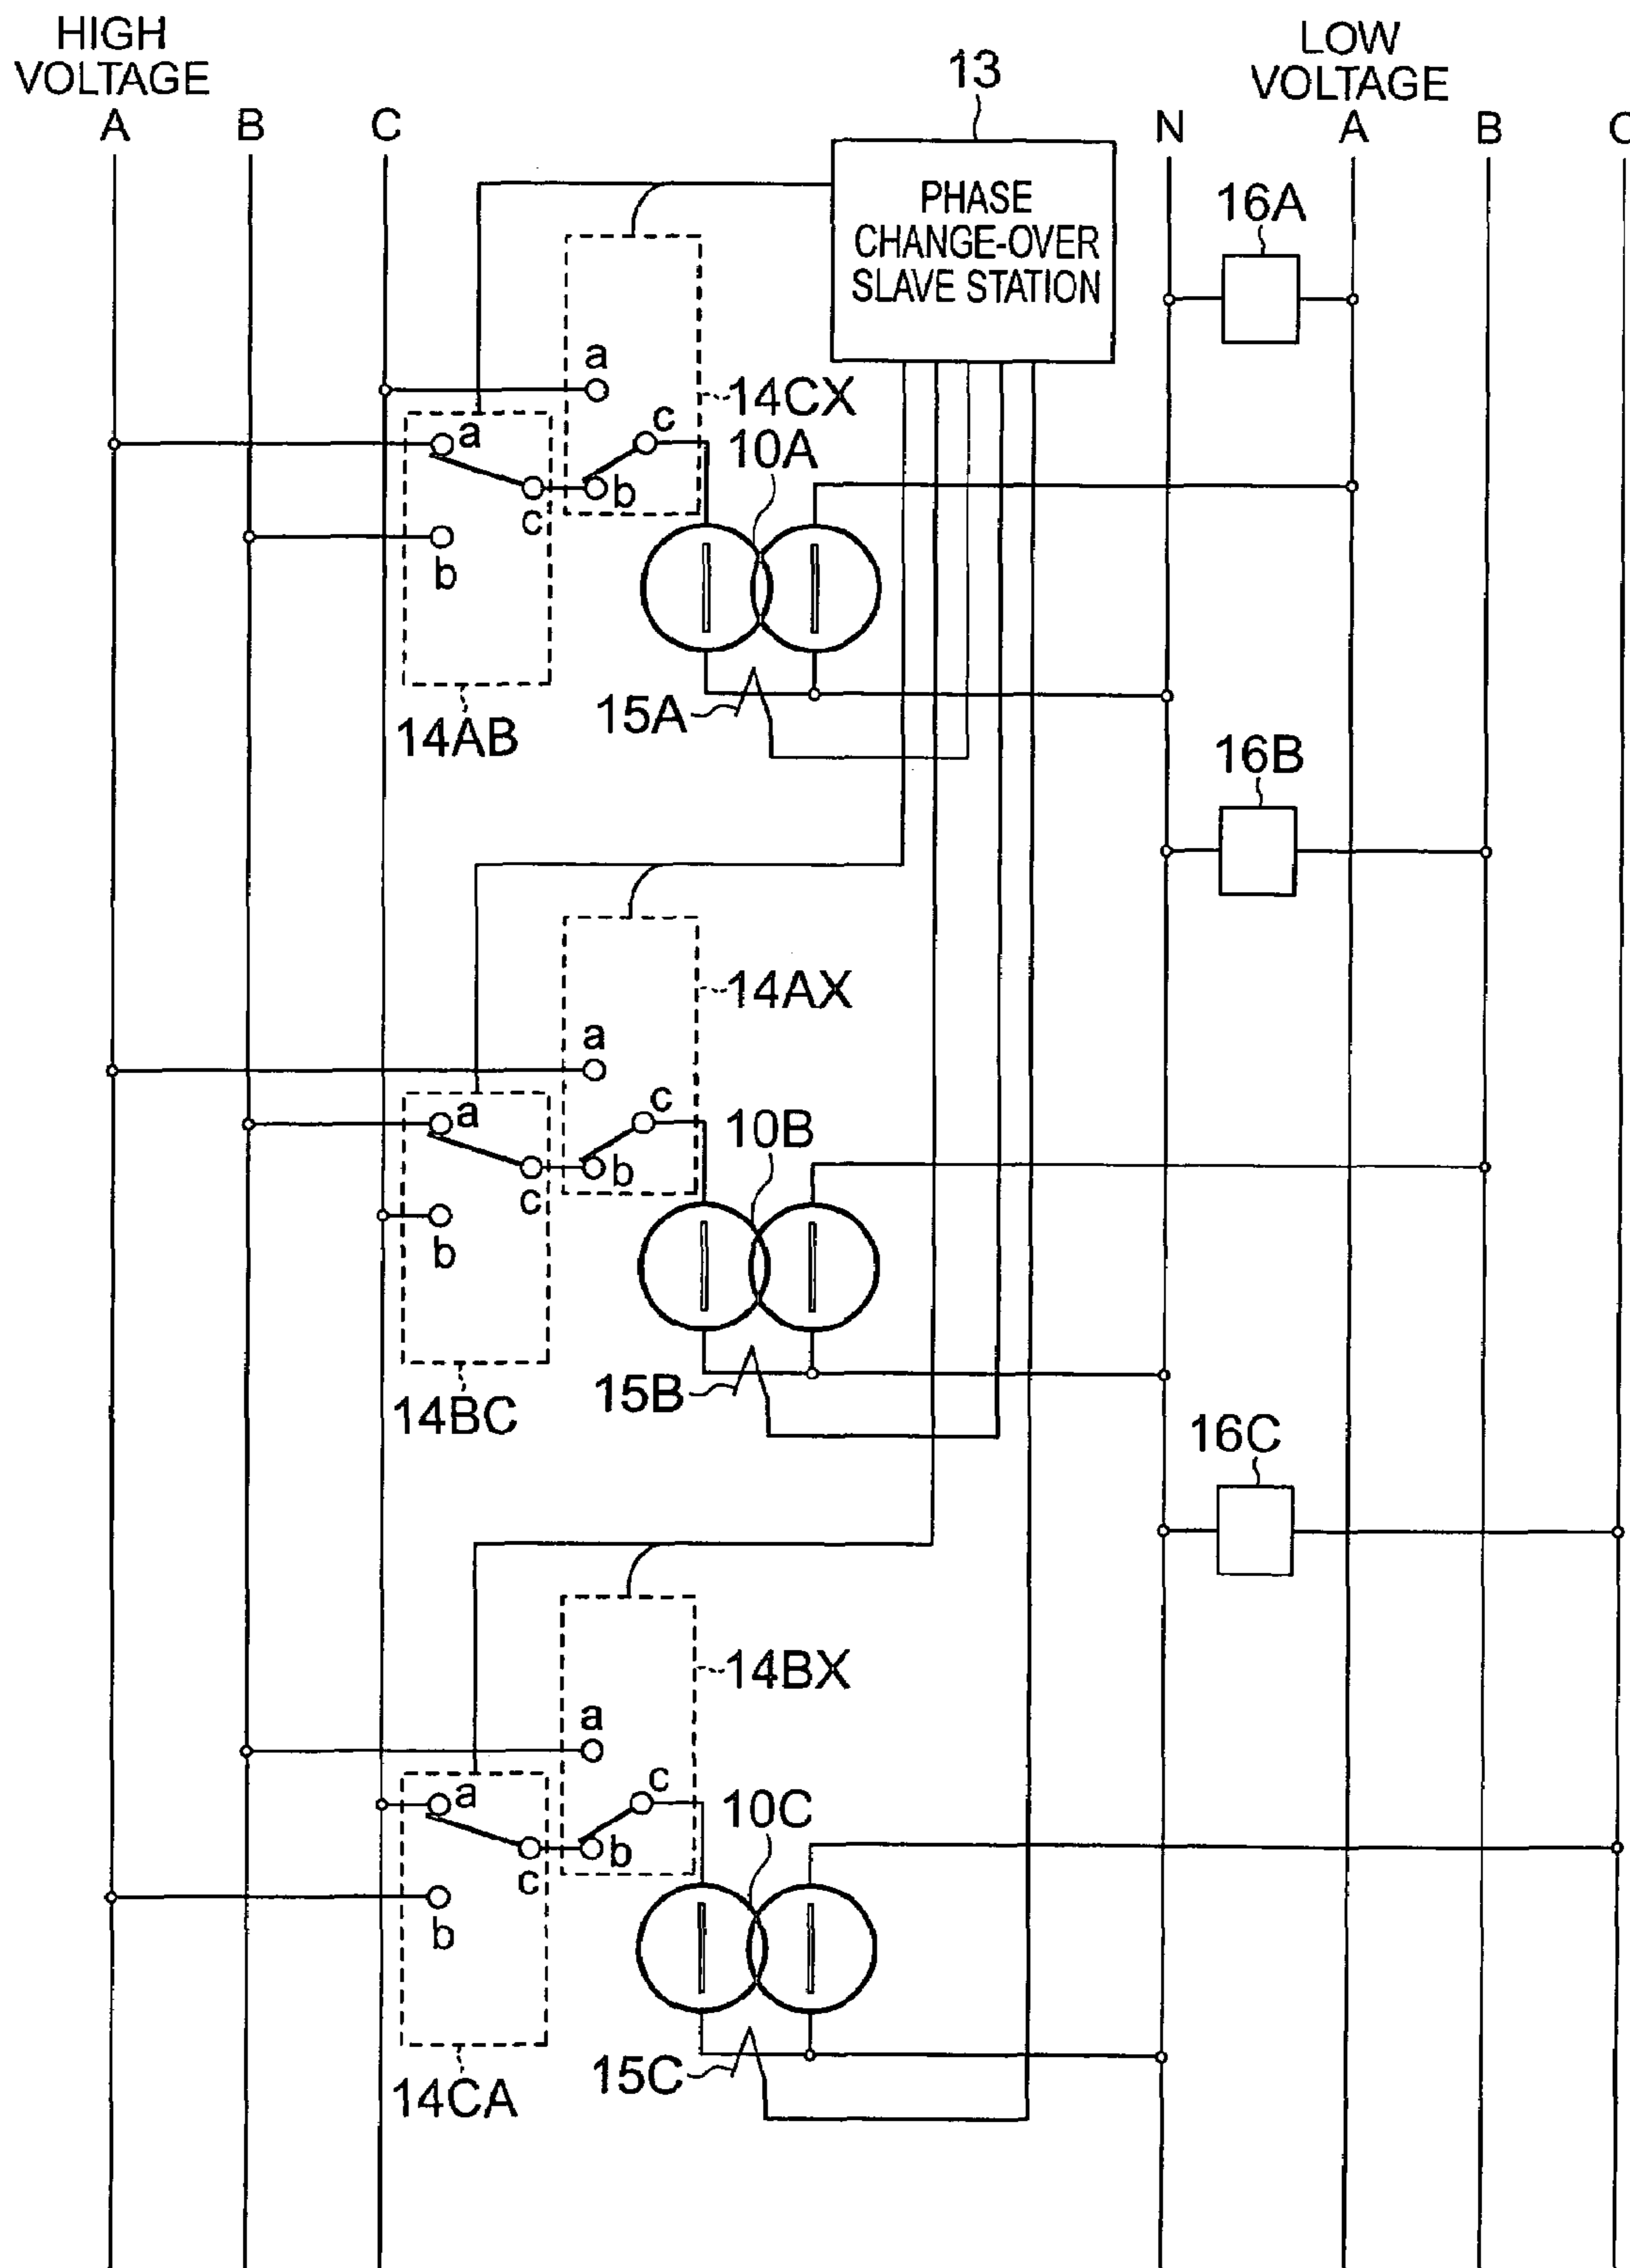 HIGH
VOLTAGE
LOW
VOLTAGE
A
B
C
13
N
A
B
C
PHASE
CHANGE-OVER
SLAVE STATION
16A
a
14CX
a
c
10A
b
c
b
15A
14AB
16B
14AX
a
a
c
10B
b
c
b
15B
14BC
16C
14BX
a
a
c
10C
b
c
b
15C
14CA